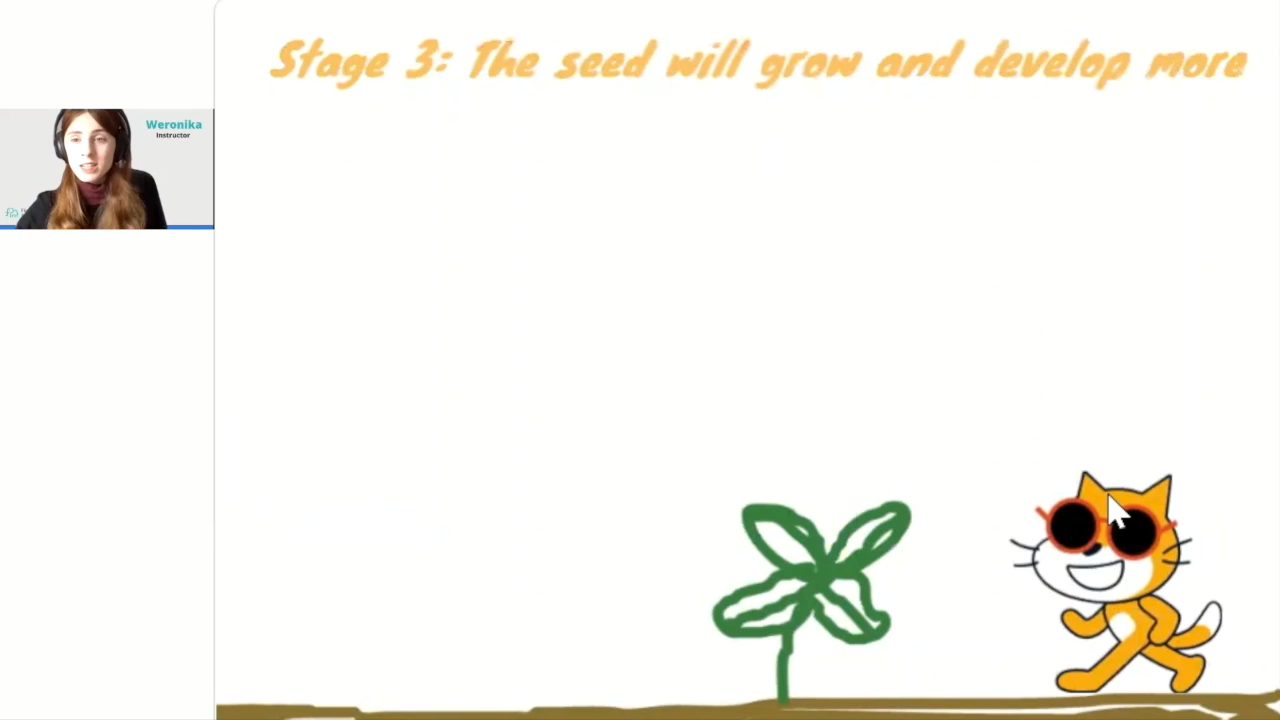 Stage 3: The seed will grow and develop more
Weronika
Instructor